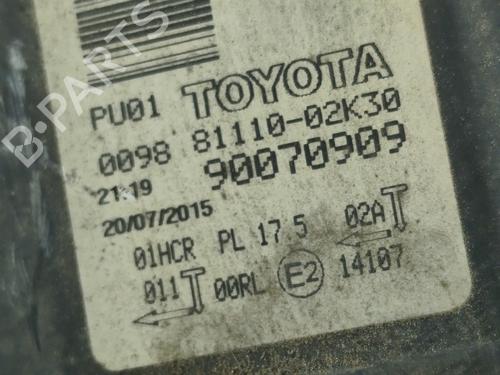 B-PARTS
PU01 TOYOTA
0098 81110-02K30
21:19 90070909
20/07/2015
01HCR PL 17 5 02A
011 00RL E2 14107